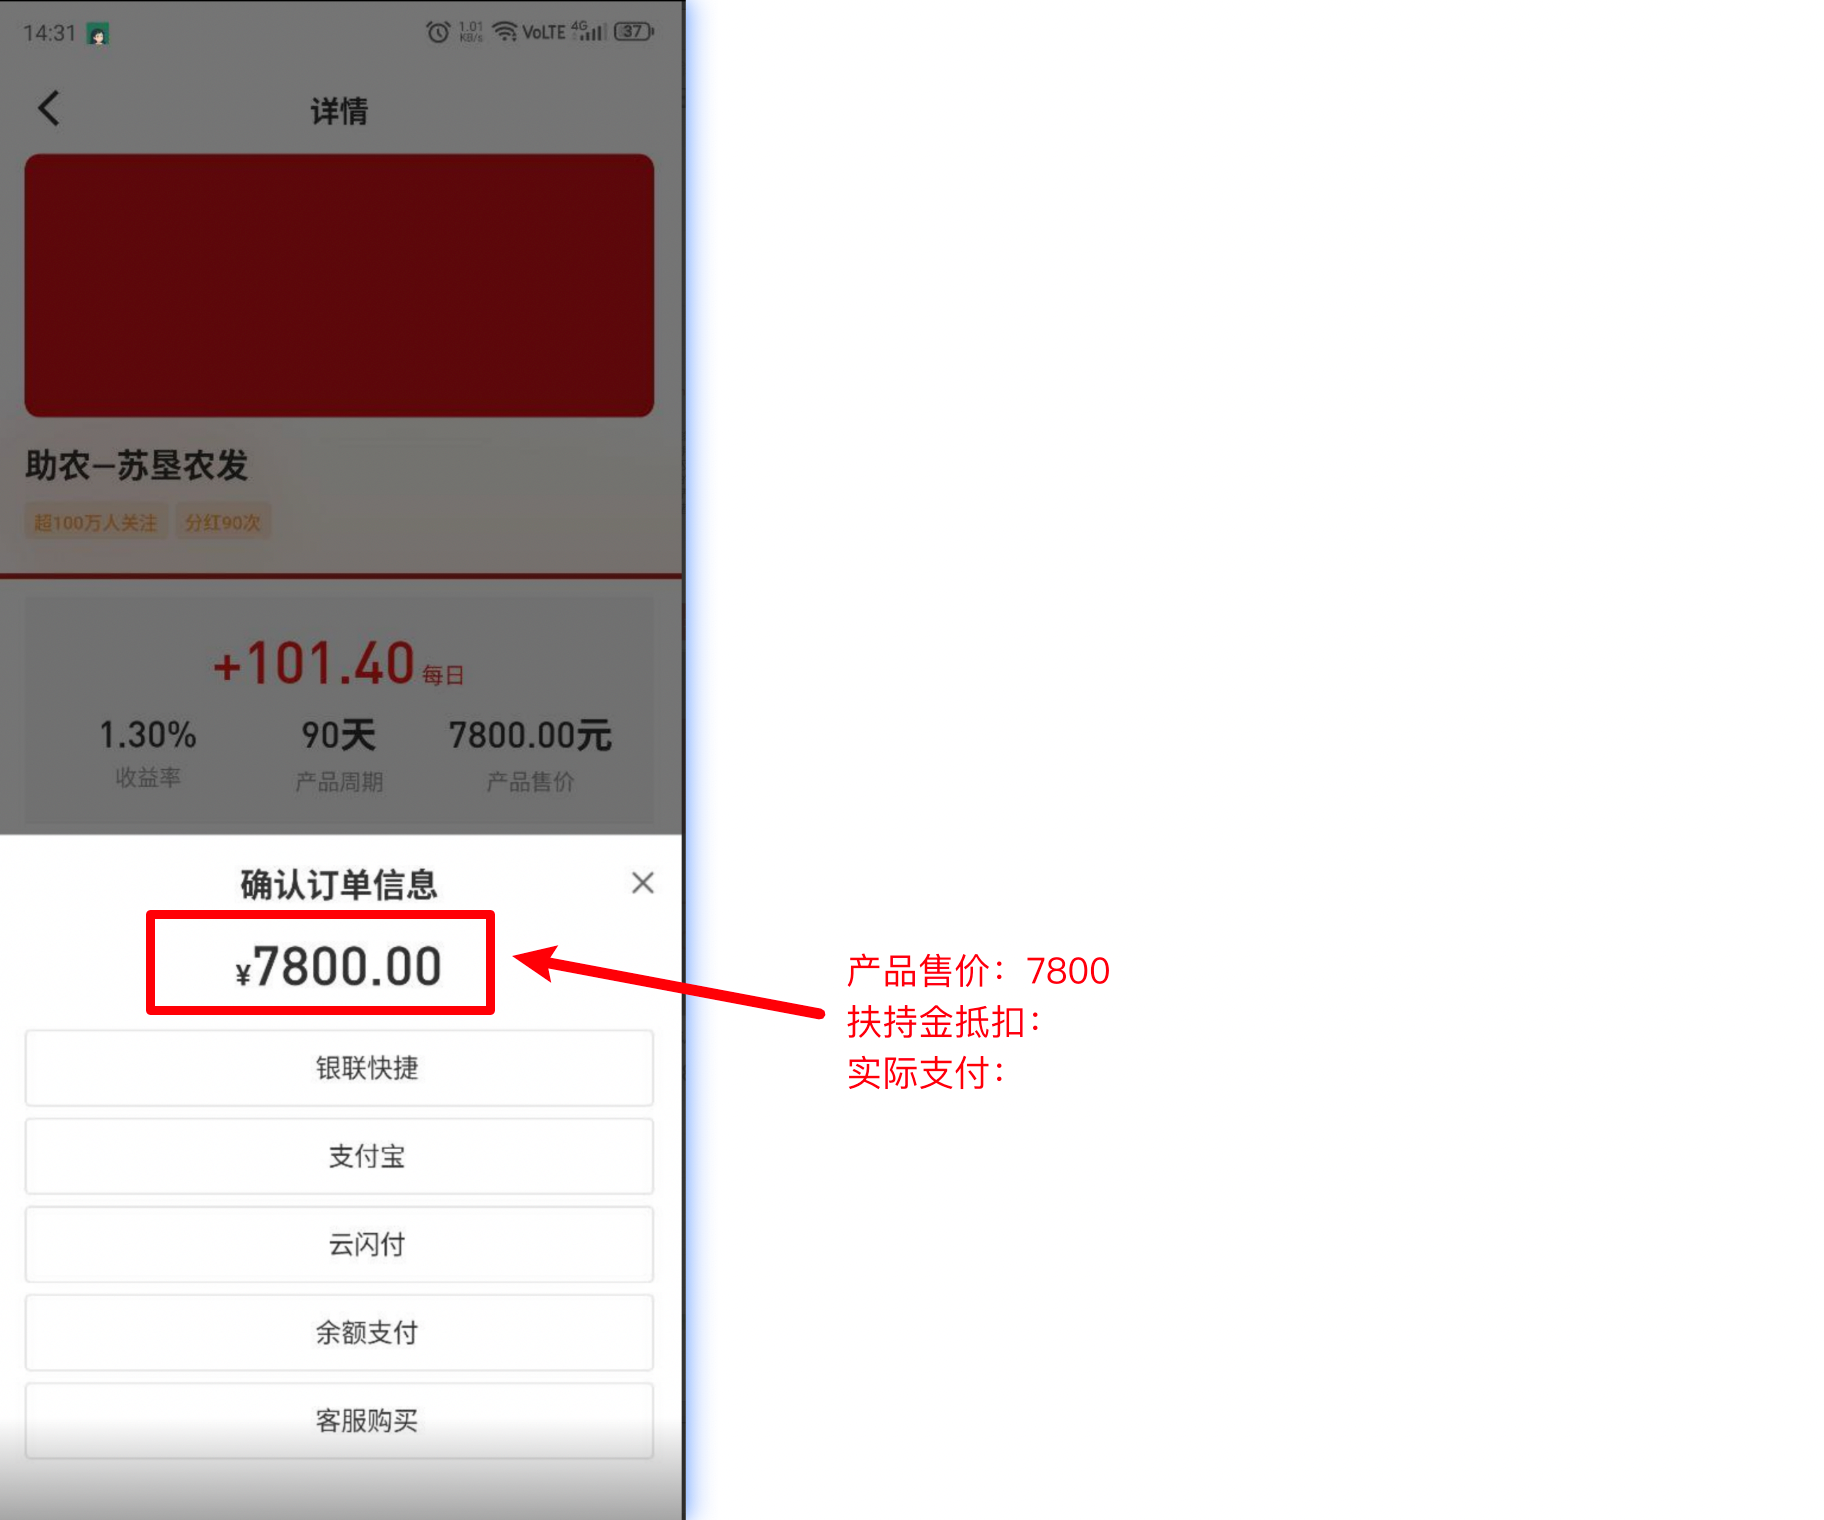 14:31
1.01 KB/s VoLTE 4G 37
详情
助农—苏垦农发
超100万人关注 分红90次
+101.40 每日
1.30% 90天 7800.00元
收益率 产品周期 产品售价
确认订单信息
¥7800.00
银联快捷
支付宝
云闪付
余额支付
客服购买
产品售价：7800
扶持金抵扣：
实际支付：